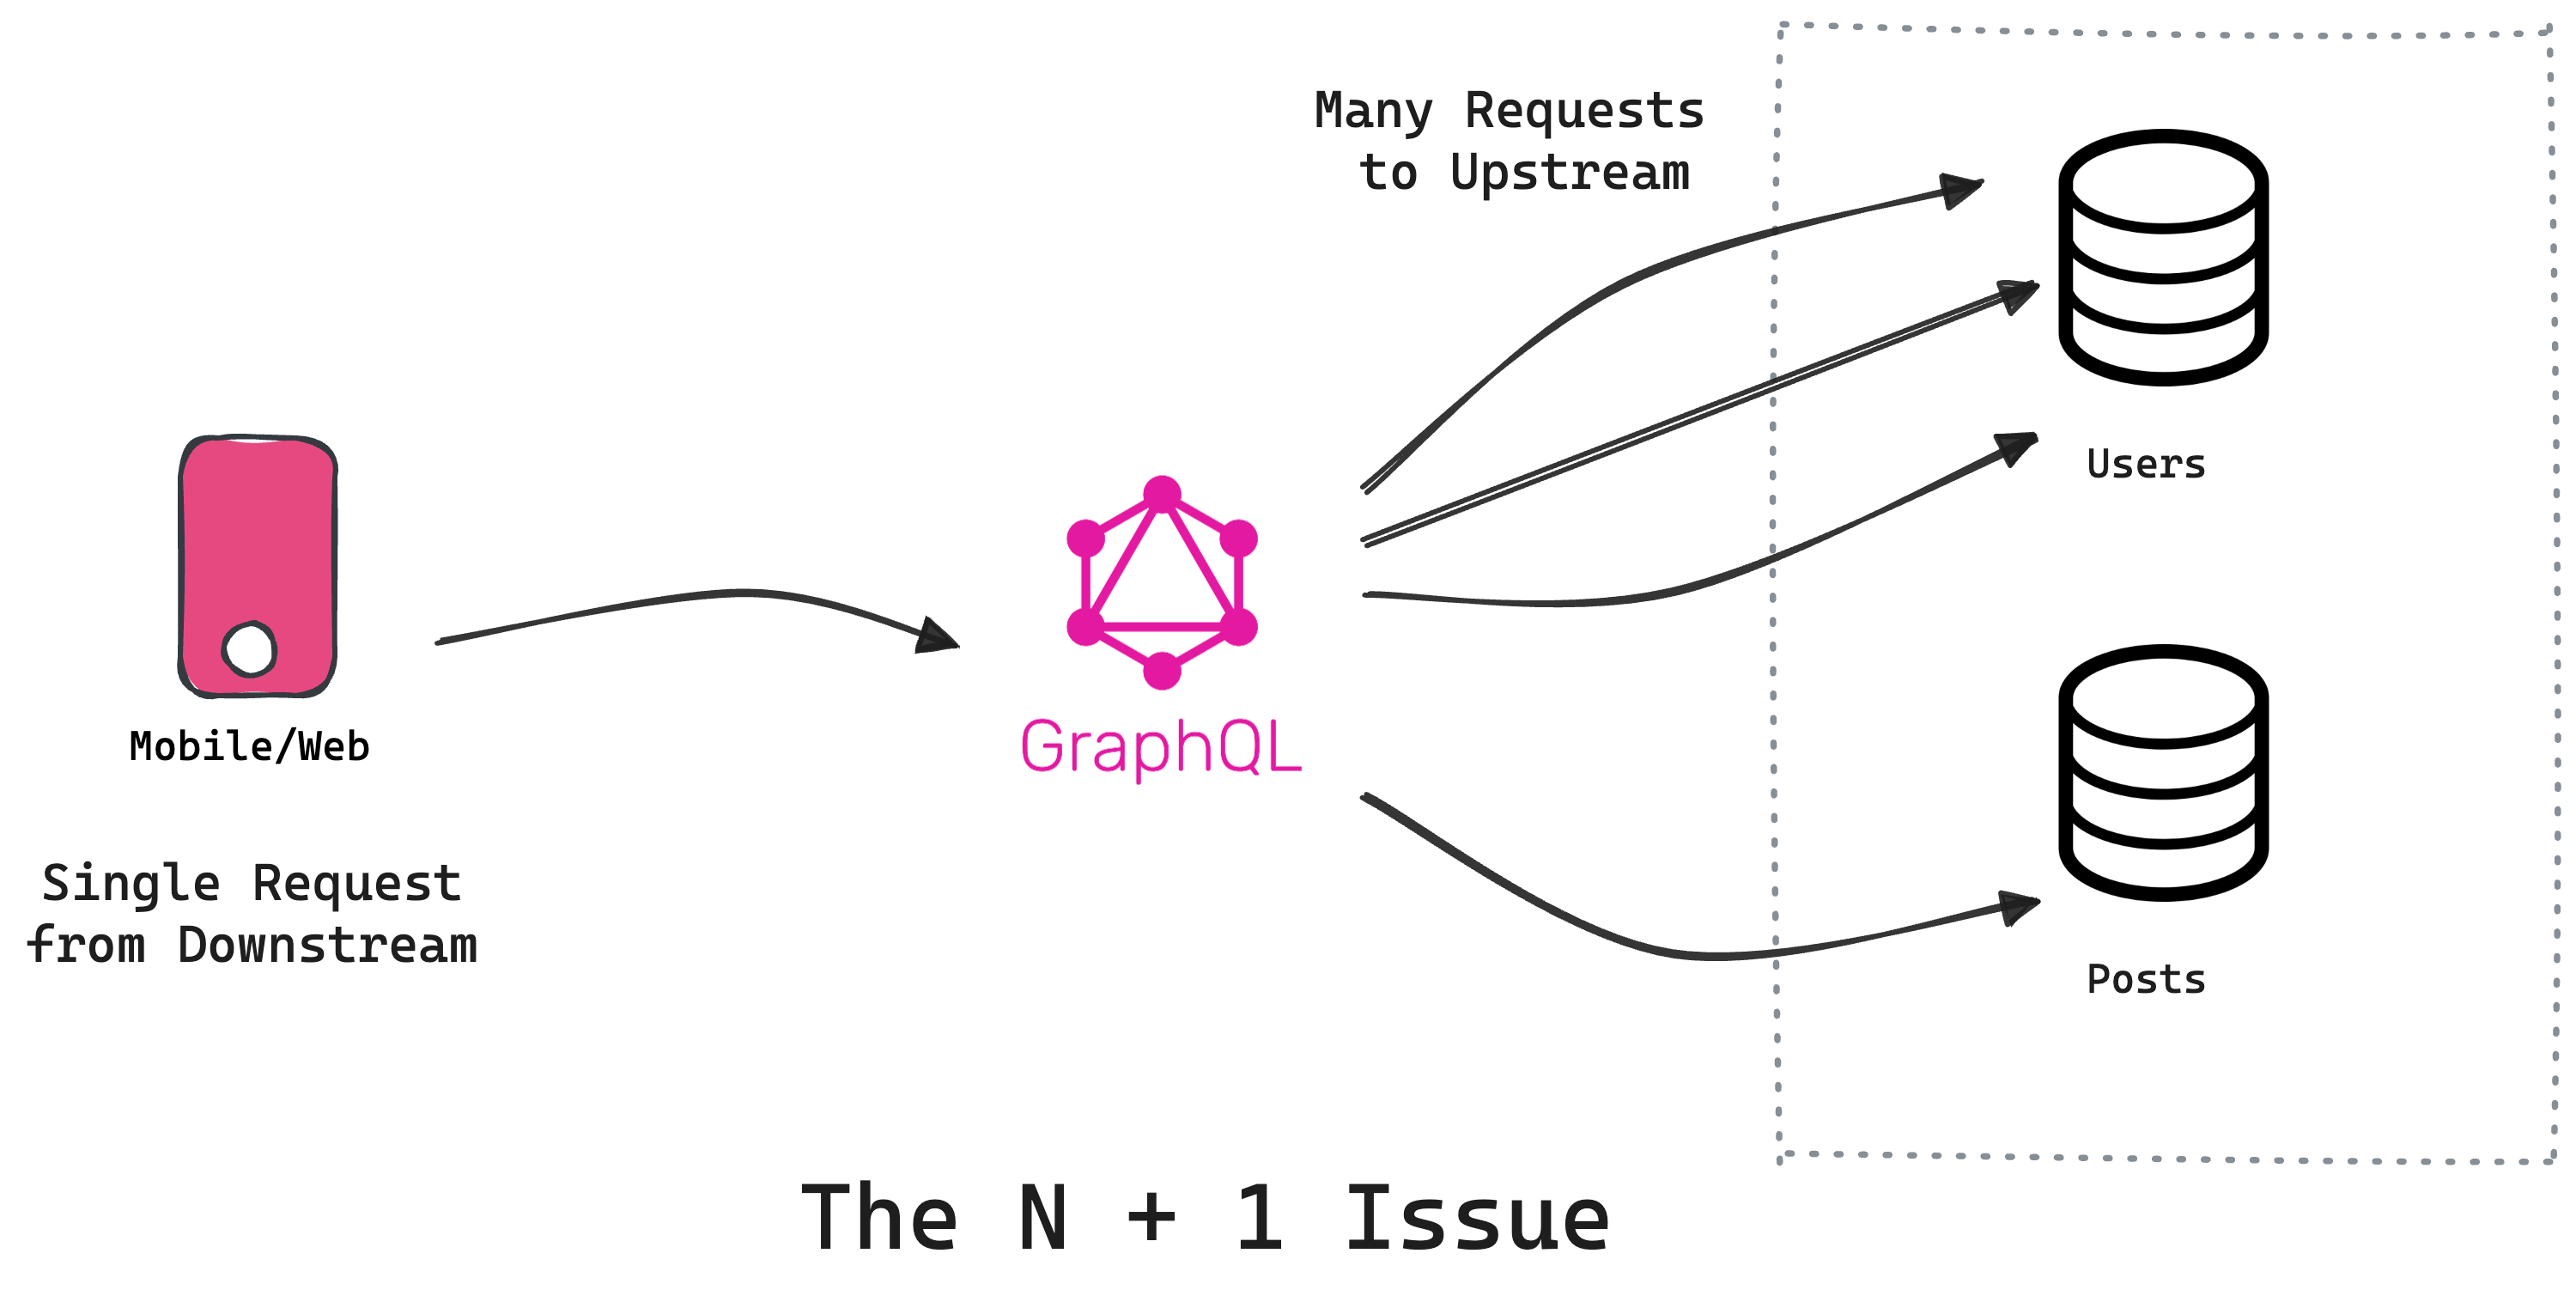 Many Requests
to Upstream
Users
Mobile/Web
GraphQL
Single Request
from Downstream
Posts
The N + 1 Issue